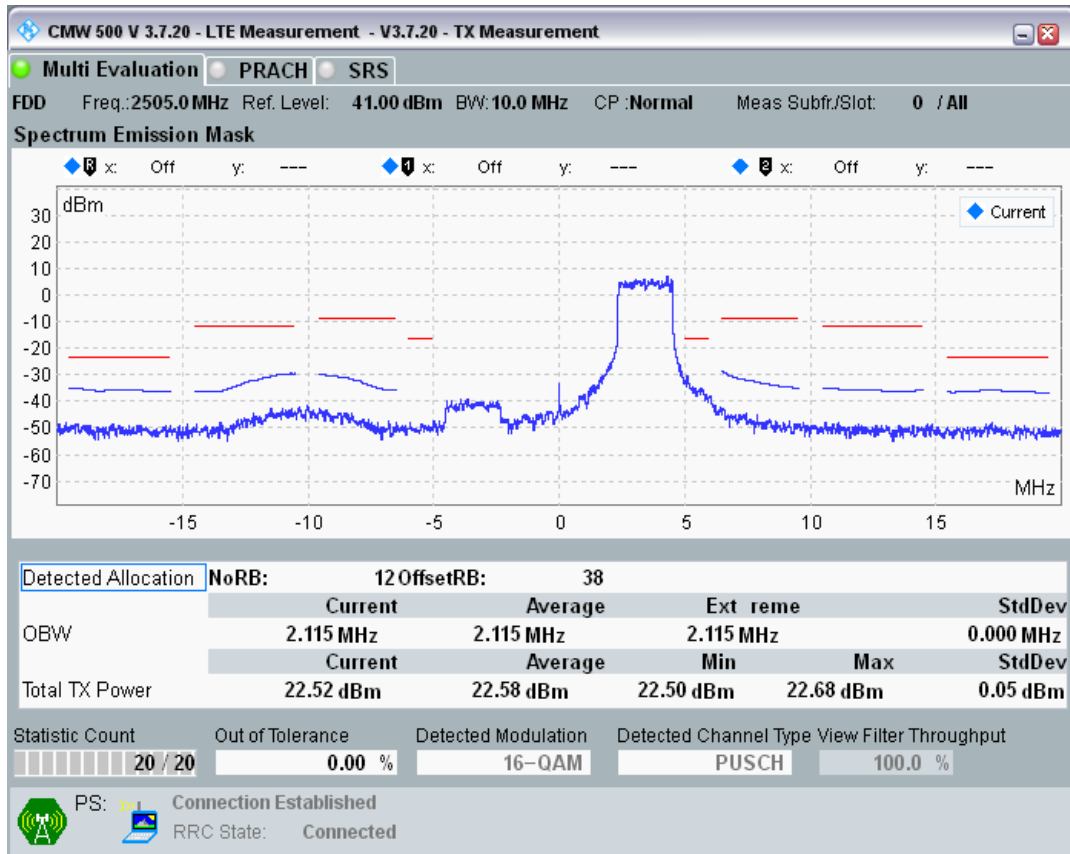 CMW 500 V 3.7.20 - LTE Measurement - V3.7.20 - TX Measurement
Multi Evaluation PRACH SRS
FDD Freq.:2505.0 MHz Ref. Level: 41.00 dBm BW:10.0 MHz CP :Normal Meas Subfr./Slot: 0 / All
Spectrum Emission Mask
R x: Off y: --- 1 x: Off y: --- 2 x: Off y: ---
dBm
Current
30
20
10
0
-10
-20
-30
-40
-50
-60
-70
MHz
-15 -10 -5 0 5 10 15
Detected Allocation NoRB: 12 OffsetRB: 38
Current Average Ext reme StdDev
OBW 2.115 MHz 2.115 MHz 2.115 MHz 0.000 MHz
Current Average Min Max StdDev
Total TX Power 22.52 dBm 22.58 dBm 22.50 dBm 22.68 dBm 0.05 dBm
Statistic Count Out of Tolerance Detected Modulation Detected Channel Type View Filter Throughput
20 / 20 0.00 % 16-QAM PUSCH 100.0 %
PS: Connection Established
RRC State: Connected